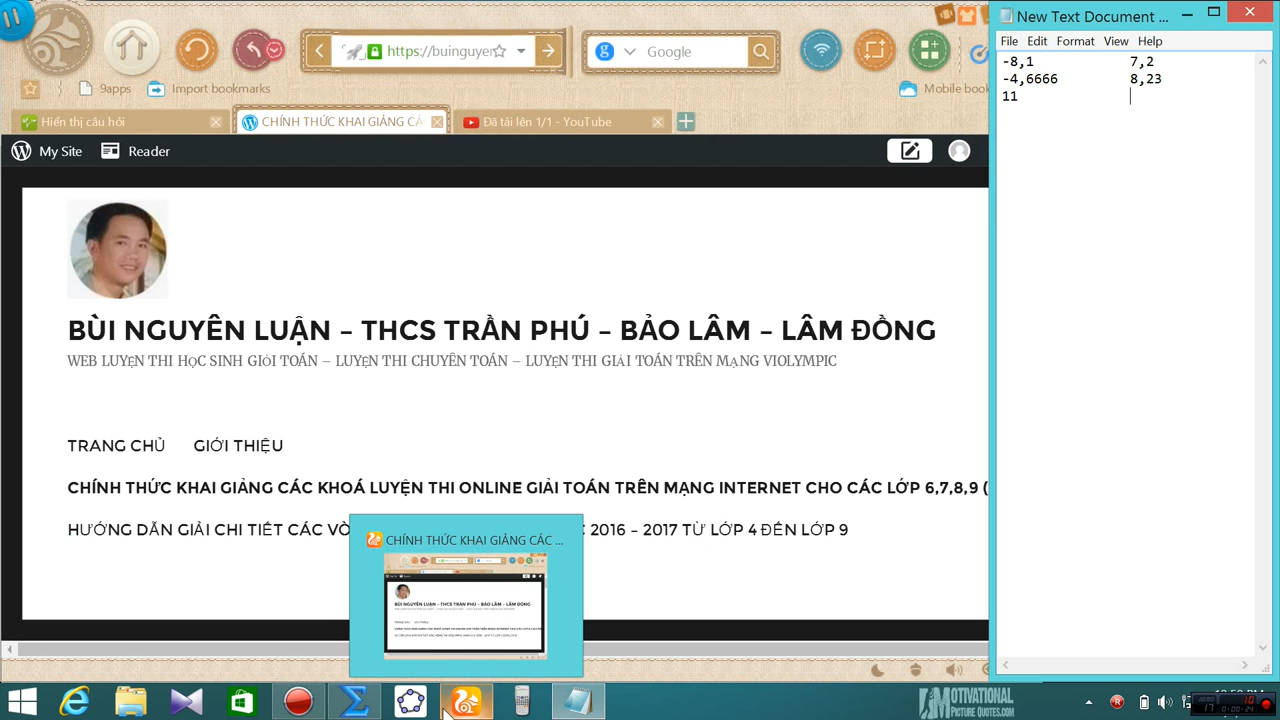 https://buinguyer
Google
9apps
Import bookmarks
Mobile book
Hiển thị câu hỏi
CHÍNH THỨC KHAI GIẢNG CÁ
Đã tải lên 1/1 - YouTube
My Site
Reader
BÙI NGUYÊN LUẬN – THCS TRẦN PHÚ – BẢO LÂM – LÂM ĐỒNG
WEB LUYỆN THI HỌC SINH GIỎI TOÁN – LUYỆN THI CHUYÊN TOÁN – LUYỆN THI GIẢI TOÁN TRÊN MẠNG VIOLYMPIC
TRANG CHỦ GIỚI THIỆU
CHÍNH THỨC KHAI GIẢNG CÁC KHOÁ LUYỆN THI ONLINE GIẢI TOÁN TRÊN MẠNG INTERNET CHO CÁC LỚP 6,7,8,9 (
HƯỚNG DẪN GIẢI CHI TIẾT CÁC VÒ C 2016 – 2017 TỪ LỚP 4 ĐẾN LỚP 9
CHÍNH THỨC KHAI GIẢNG CÁC ...
New Text Document ...
File Edit Format View Help
-8,1 7,2
-4,6666 8,23
11
MOTIVATIONAL
PICTURE QUOTES.COM